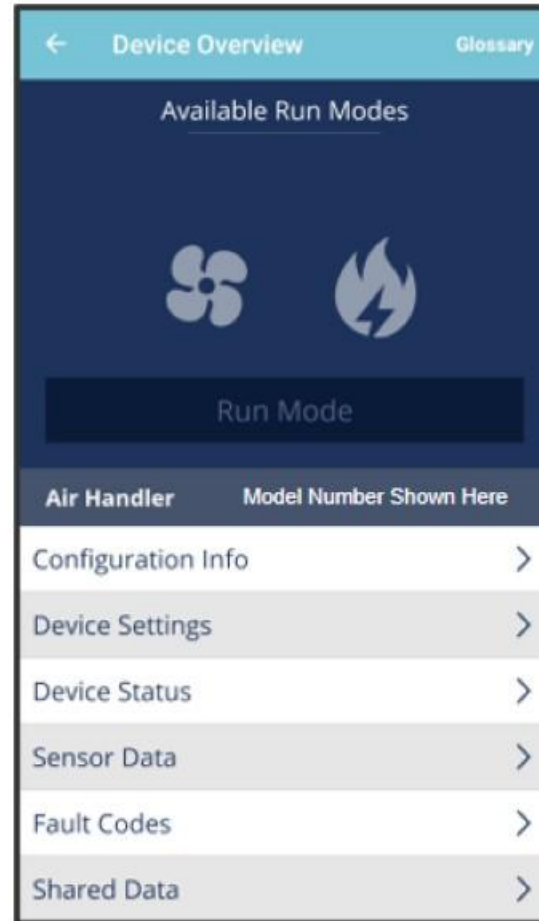 Device Overview Glossary
Available Run Modes
Run Mode
Air Handler Model Number Shown Here
Configuration Info
Device Settings
Device Status
Sensor Data
Fault Codes
Shared Data